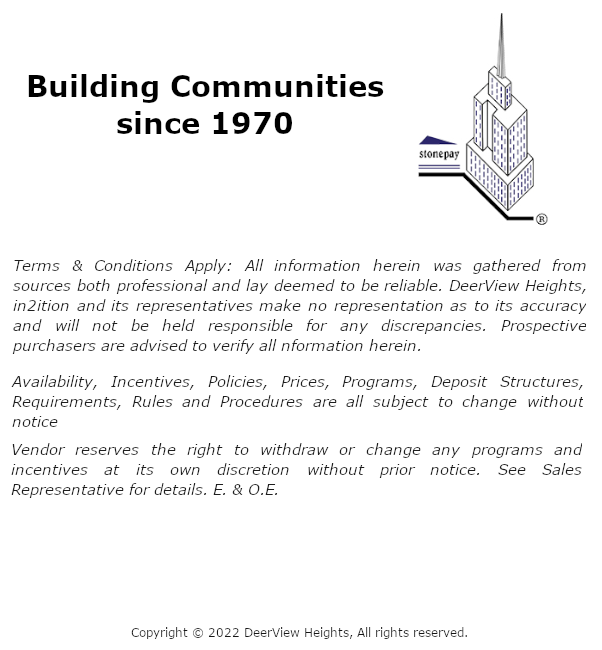 Building Communities
since 1970
stonepay
®
Terms & Conditions Apply: All information herein was gathered from
sources both professional and lay deemed to be reliable. DeerView Heights,
in2ition and its representatives make no representation as to its accuracy
and will not be held responsible for any discrepancies. Prospective
purchasers are advised to verify all nformation herein.
Availability, Incentives, Policies, Prices, Programs, Deposit Structures,
Requirements, Rules and Procedures are all subject to change without
notice
Vendor reserves the right to withdraw or change any programs and
incentives at its own discretion without prior notice. See Sales
Representative for details. E. & O.E.
Copyright © 2022 DeerView Heights, All rights reserved.